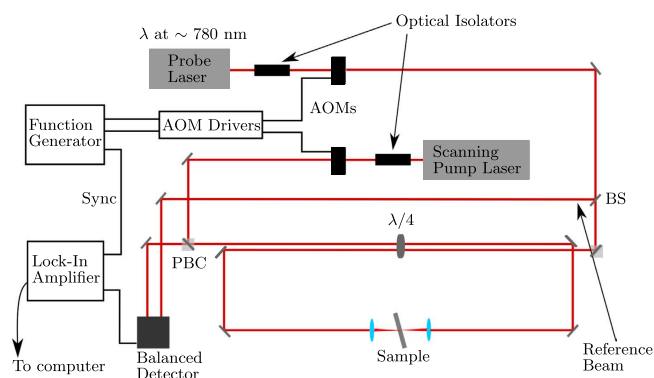 Optical Isolators
λ at ∼ 780 nm
Probe
Laser
AOMs
Function
Generator
AOM Drivers
Scanning
Pump Laser
Sync
BS
λ/4
PBC
Lock-In
Amplifier
To computer
Balanced
Detector
Sample
Reference
Beam